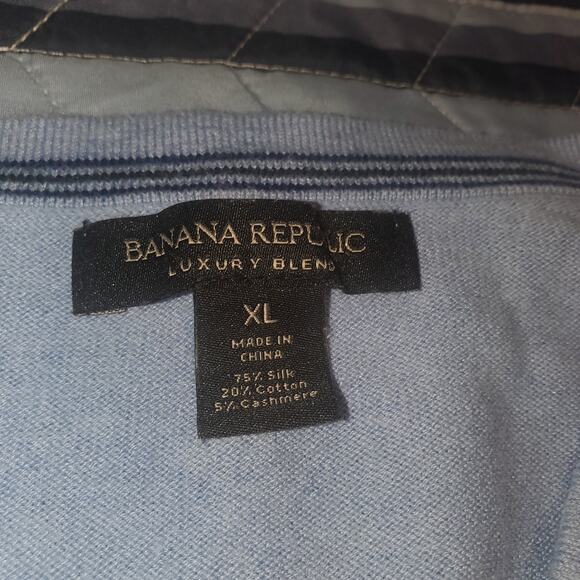 BANANA REPUBLIC
LUXURY BLEND
XL
MADE IN
CHINA
75% Silk
20% Cotton
5% Cashmere